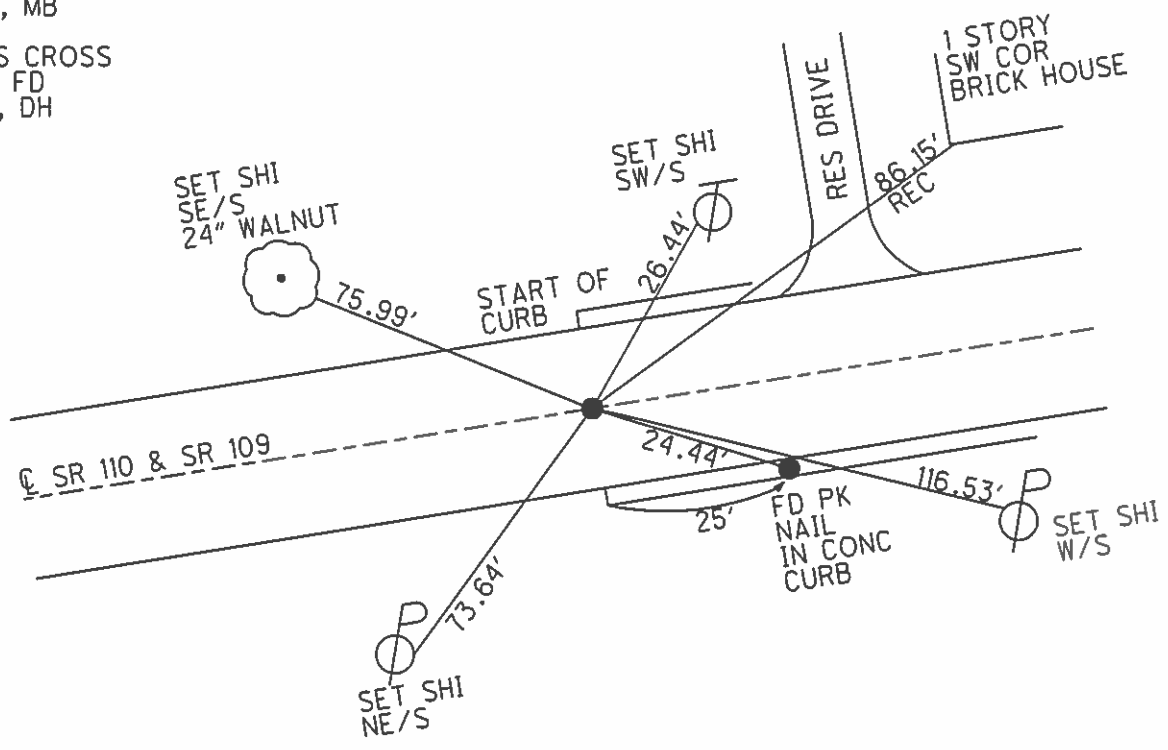 , MB
S CROSS
FD
, DH
1 STORY
SW COR
BRICK HOUSE
RES DRIVE
86.15'
REC
SET SHI
SW/S
26.44'
SET SHI
SE/S
24" WALNUT
75.99'
START OF
CURB
℄ SR 110 & SR 109
24.44'
25'
FD PK
NAIL
IN CONC
CURB
116.53'
P
SET SHI
W/S
73.64'
P
SET SHI
NE/S